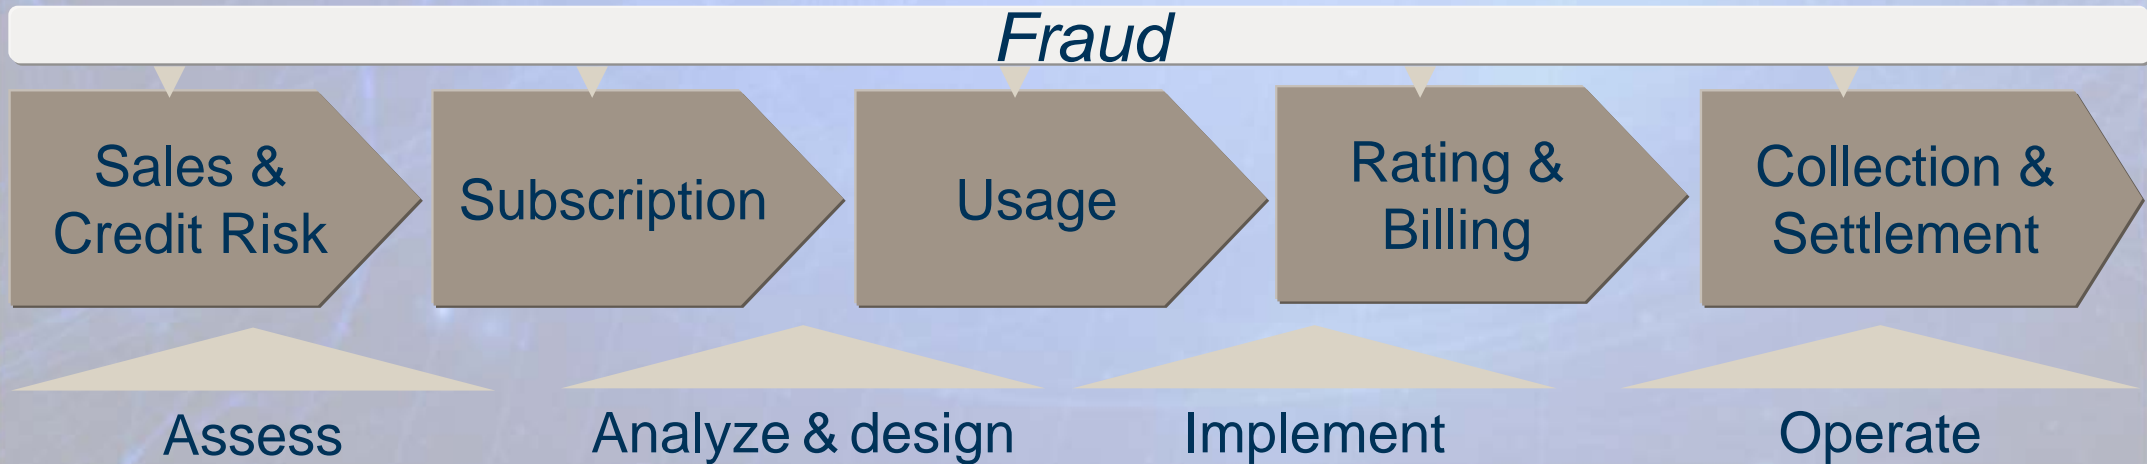 Fraud
Sales &
Credit Risk
Subscription
Usage
Rating &
Billing
Collection &
Settlement
Assess
Analyze & design
Implement
Operate